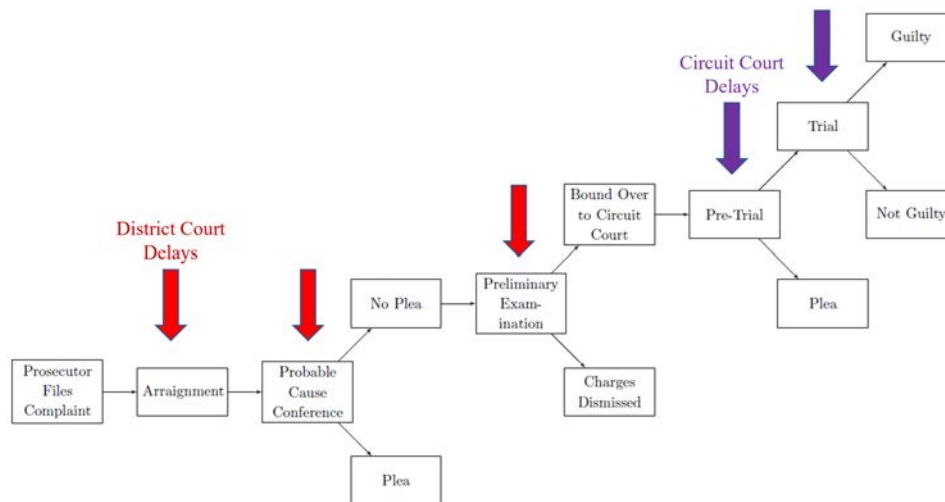 Guilty
Circuit Court
Delays
Trial
Bound Over
to Circuit
Court
Pre-Trial
Not Guilty
District Court
Delays
No Plea
Preliminary
Exam-
ination
Plea
Prosecutor
Files
Complaint
Arraignment
Probable
Cause
Conference
Charges
Dismissed
Plea